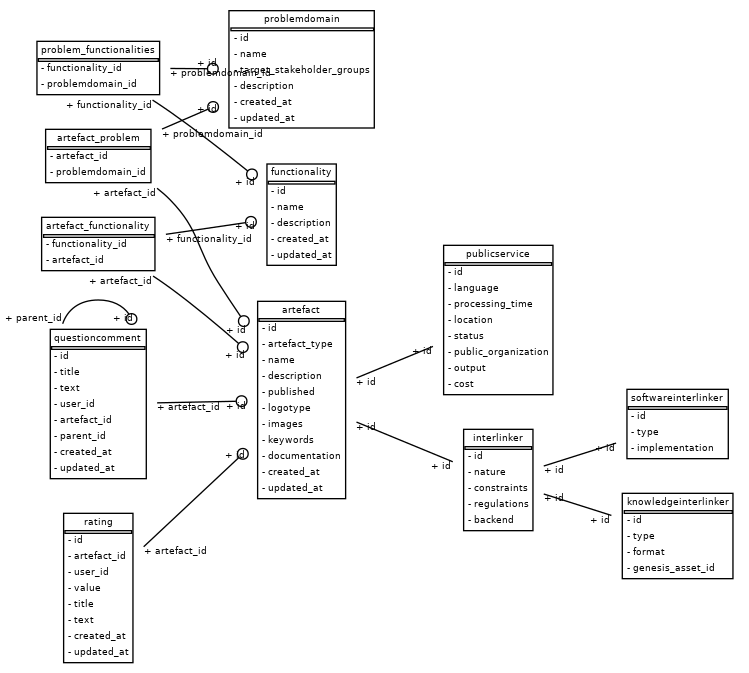 problemdomain
- id
- name
- target_stakeholder_groups
- description
- created_at
- updated_at
problem_functionalities
- functionality_id
- problemdomain_id
+ id
+ problemdomain_id
+ functionality_id
+ id
artefact_problem
- artefact_id
- problemdomain_id
+ id
+ problemdomain_id
+ artefact_id
+ id
functionality
- id
- name
- description
- created_at
- updated_at
artefact_functionality
- functionality_id
- artefact_id
+ id
+ functionality_id
+ artefact_id
+ id
+ parent_id
+ id
questioncomment
- id
- title
- text
- user_id
- artefact_id
- parent_id
- created_at
- updated_at
+ artefact_id
+ id
artefact
- id
- artefact_type
- name
- description
- published
- logotype
- images
- keywords
- documentation
- created_at
- updated_at
+ id
+ id
publicservice
- id
- language
- processing_time
- location
- status
- public_organization
- output
- cost
+ id
+ id
interlinker
- id
- nature
- constraints
- regulations
- backend
+ id
+ id
softwareinterlinker
- id
- type
- implementation
+ id
+ id
knowledgeinterlinker
- id
- type
- format
- genesis_asset_id
+ id
+ artefact_id
rating
- id
- artefact_id
- user_id
- value
- title
- text
- created_at
- updated_at